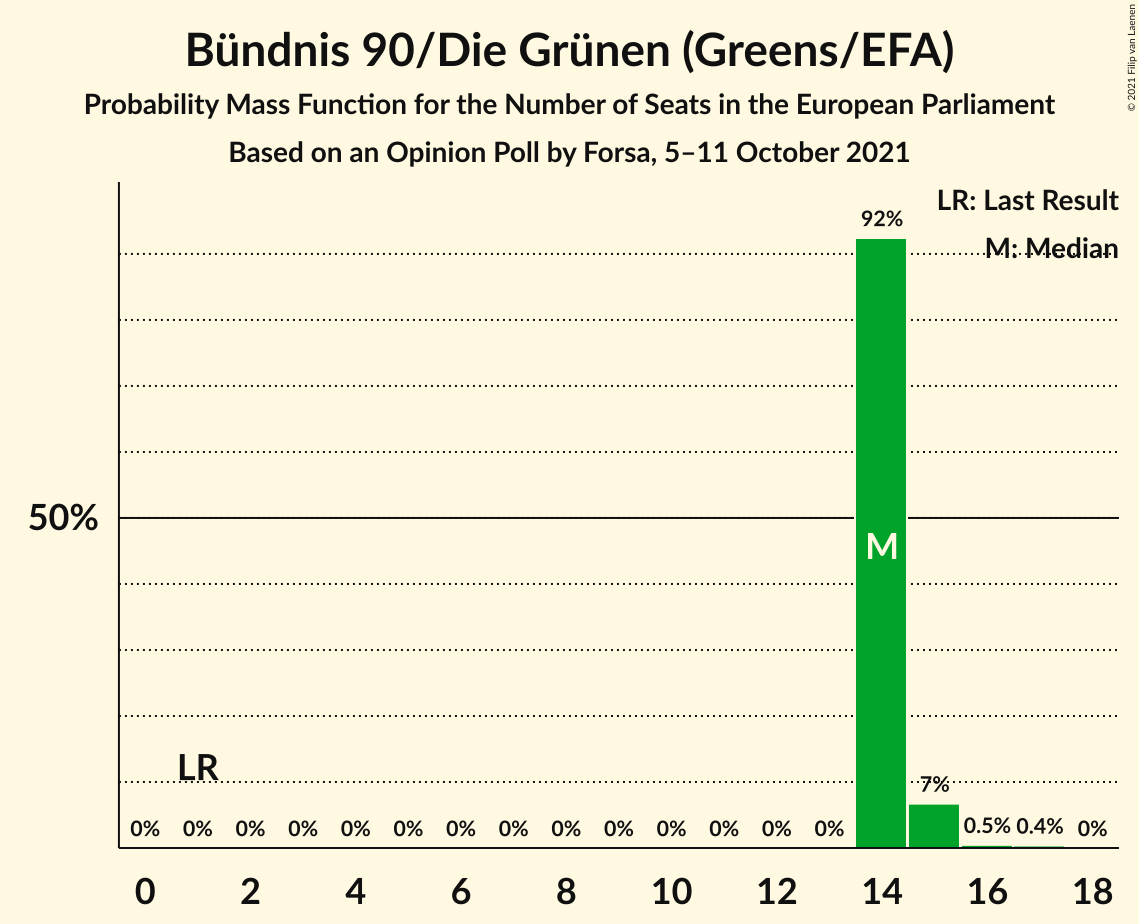 Bündnis 90/Die Grünen (Greens/EFA)
Probability Mass Function for the Number of Seats in the European Parliament
Based on an Opinion Poll by Forsa, 5–11 October 2021
© 2021 Filip van Laenen
LR: Last Result
M: Median
92%
50%
M
LR
7%
0% 0% 0% 0% 0% 0% 0% 0% 0% 0% 0% 0% 0% 0% 0.5% 0.4% 0%
0 2 4 6 8 10 12 14 16 18